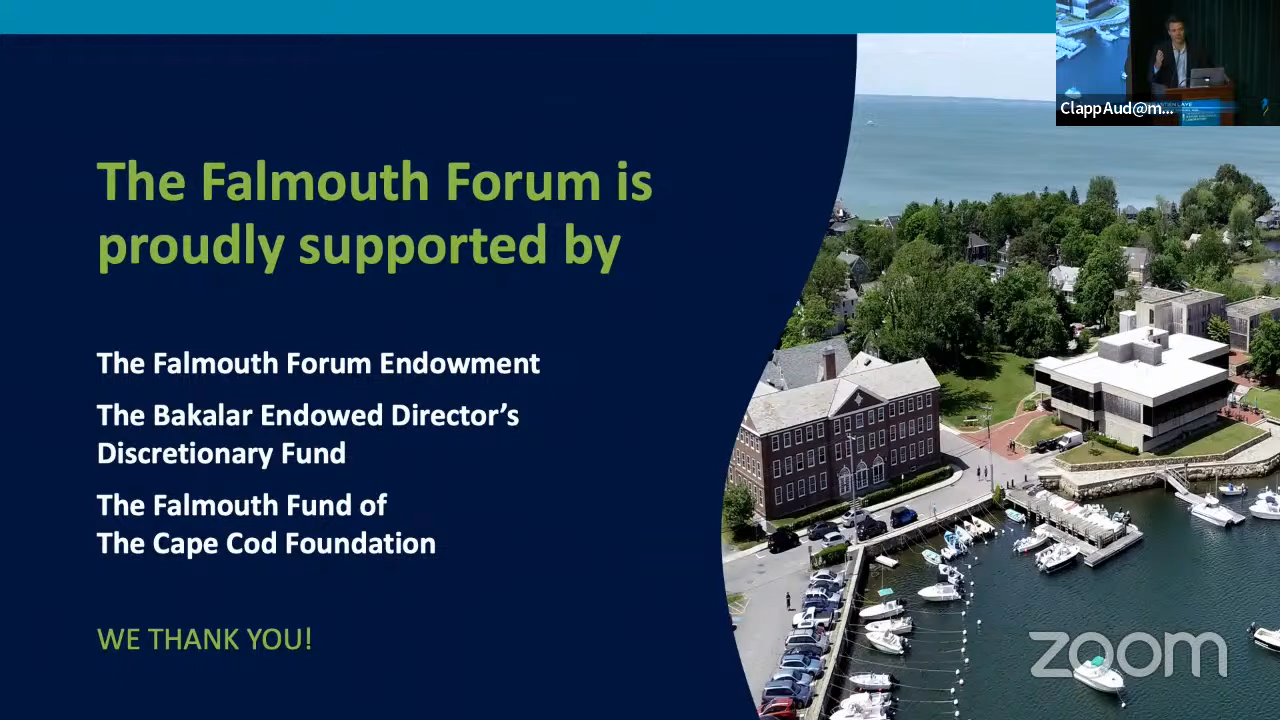 ClappAud@m...
The Falmouth Forum is
proudly supported by
The Falmouth Forum Endowment
The Bakalar Endowed Director’s
Discretionary Fund
The Falmouth Fund of
The Cape Cod Foundation
WE THANK YOU!
zoom